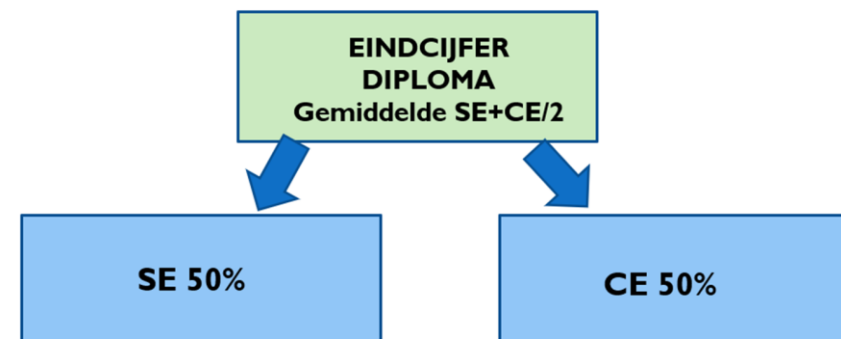 EINDCIJFER
DIPLOMA
Gemiddelde SE+CE/2
SE 50%
CE 50%